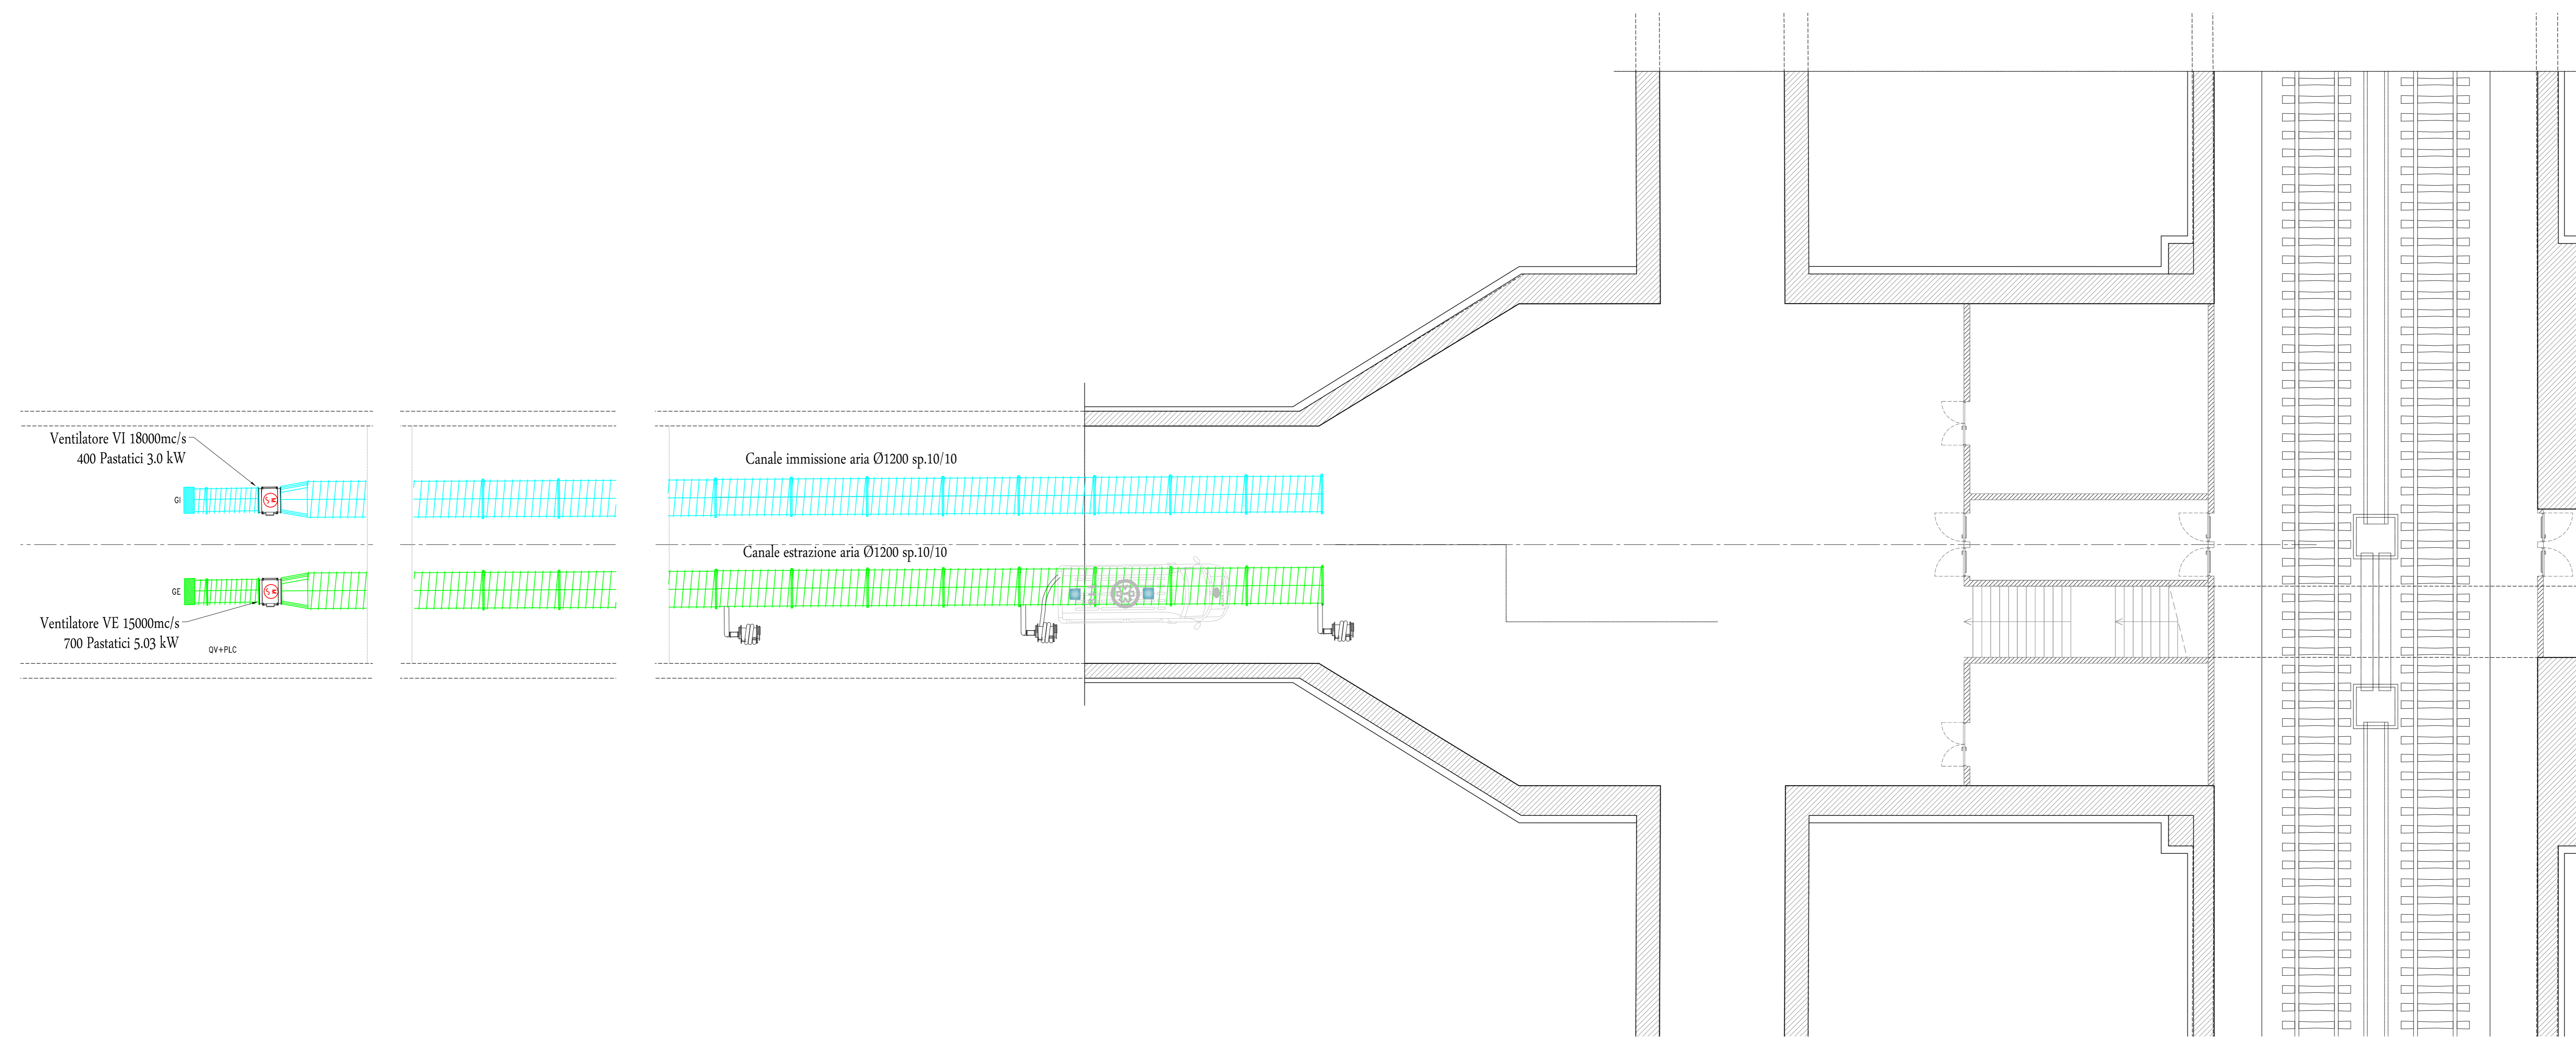 Ventilatore VI 18000mc/s
400 Pastatici 3.0 kW
GI
Canale immissione aria Ø1200 sp.10/10
Canale estrazione aria Ø1200 sp.10/10
GE
Ventilatore VE 15000mc/s
700 Pastatici 5.03 kW
QV+PLC